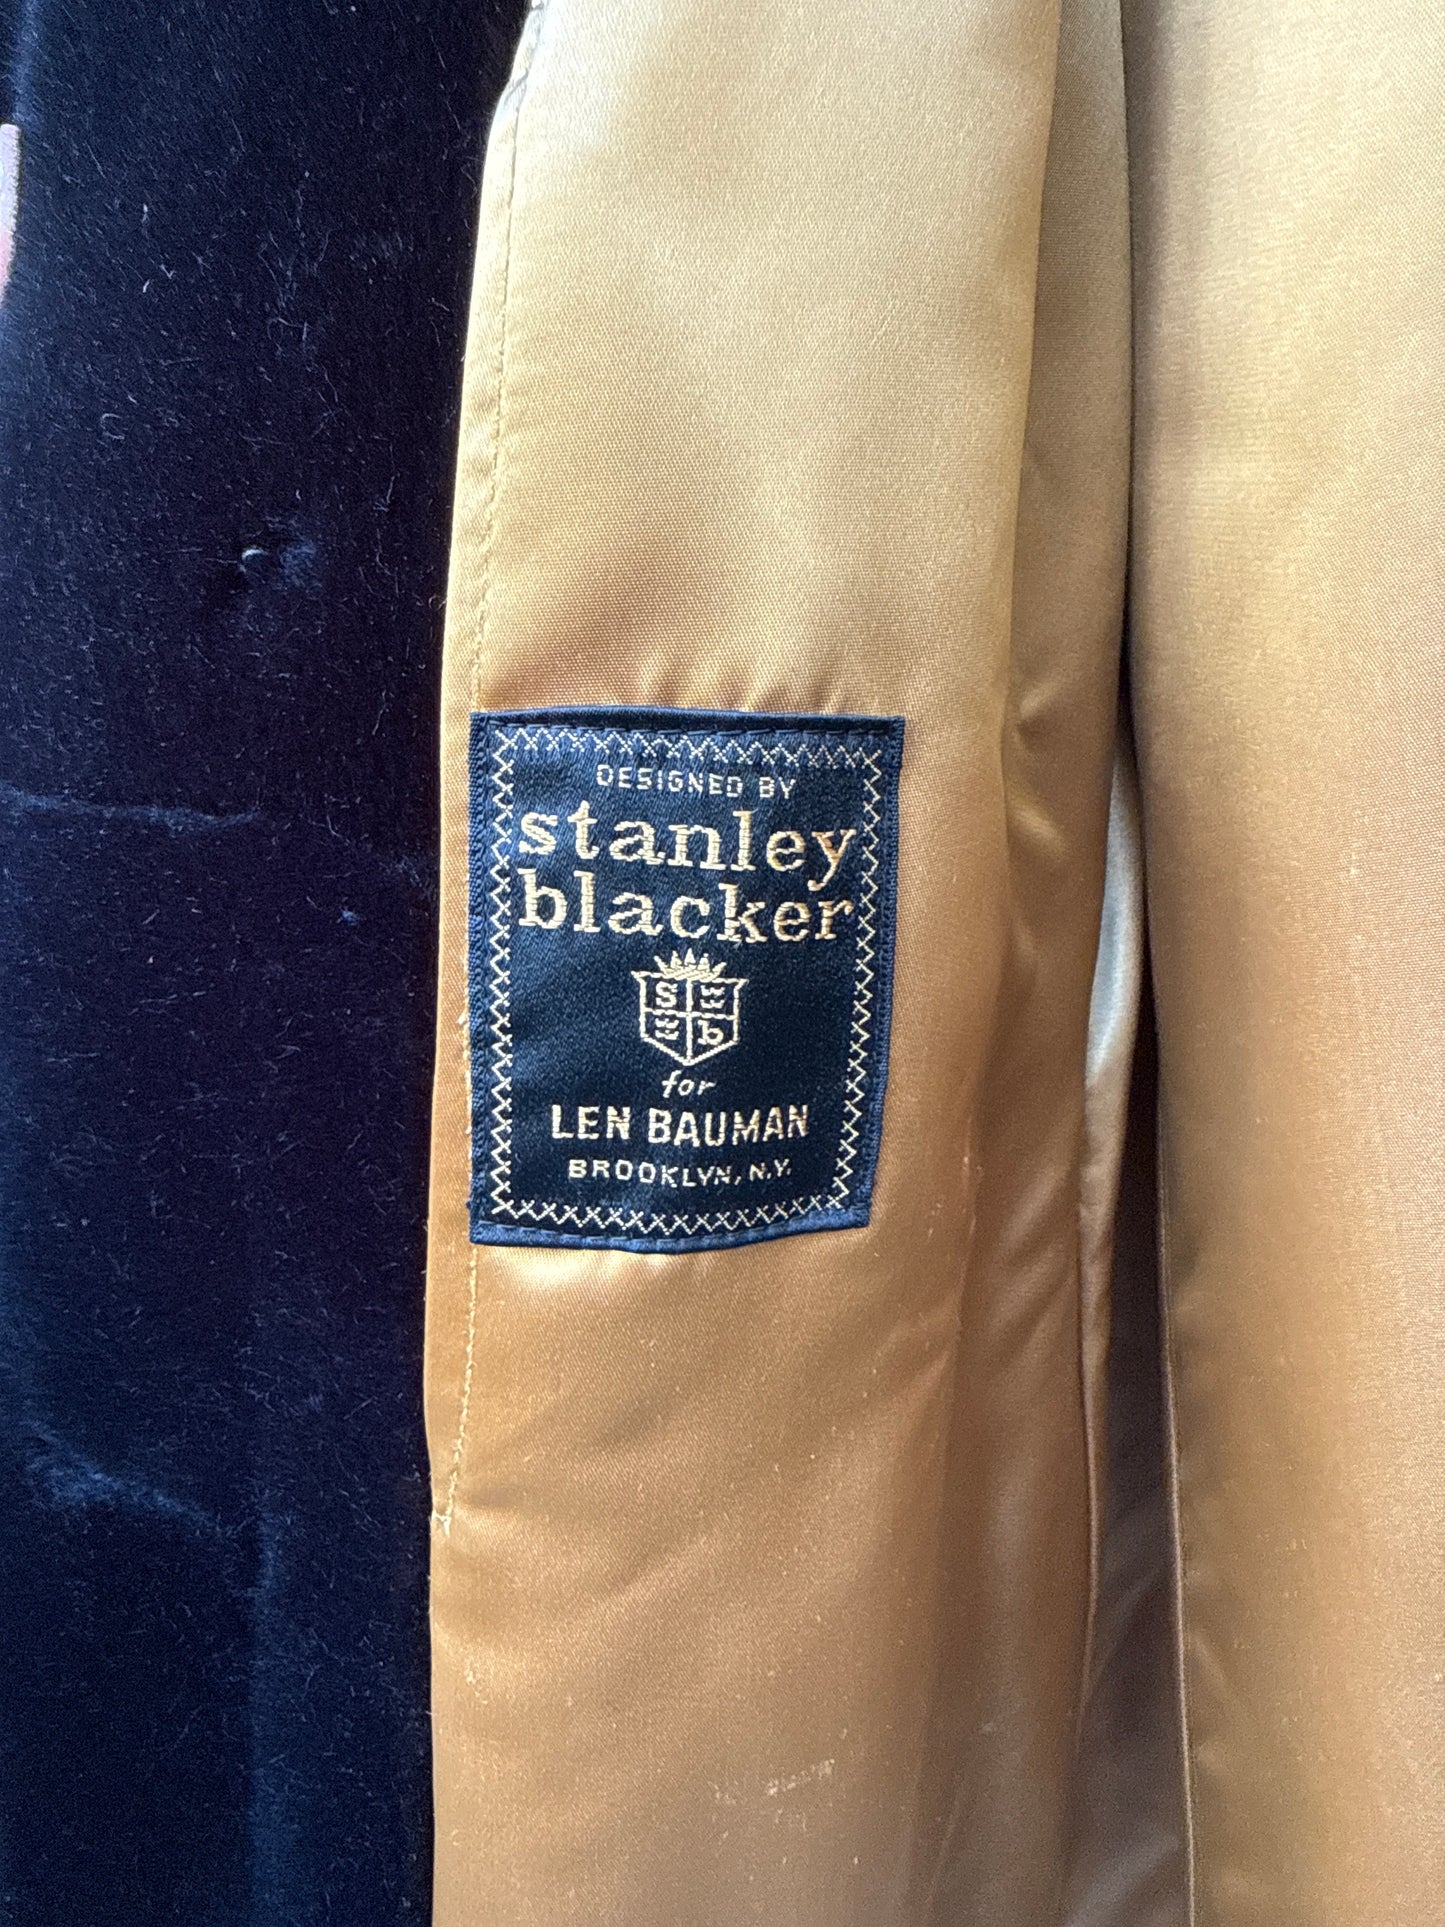 DESIGNED BY
stanley
blacker
s
b
for
LEN BAUMAN
BROOKLYN, N.Y.